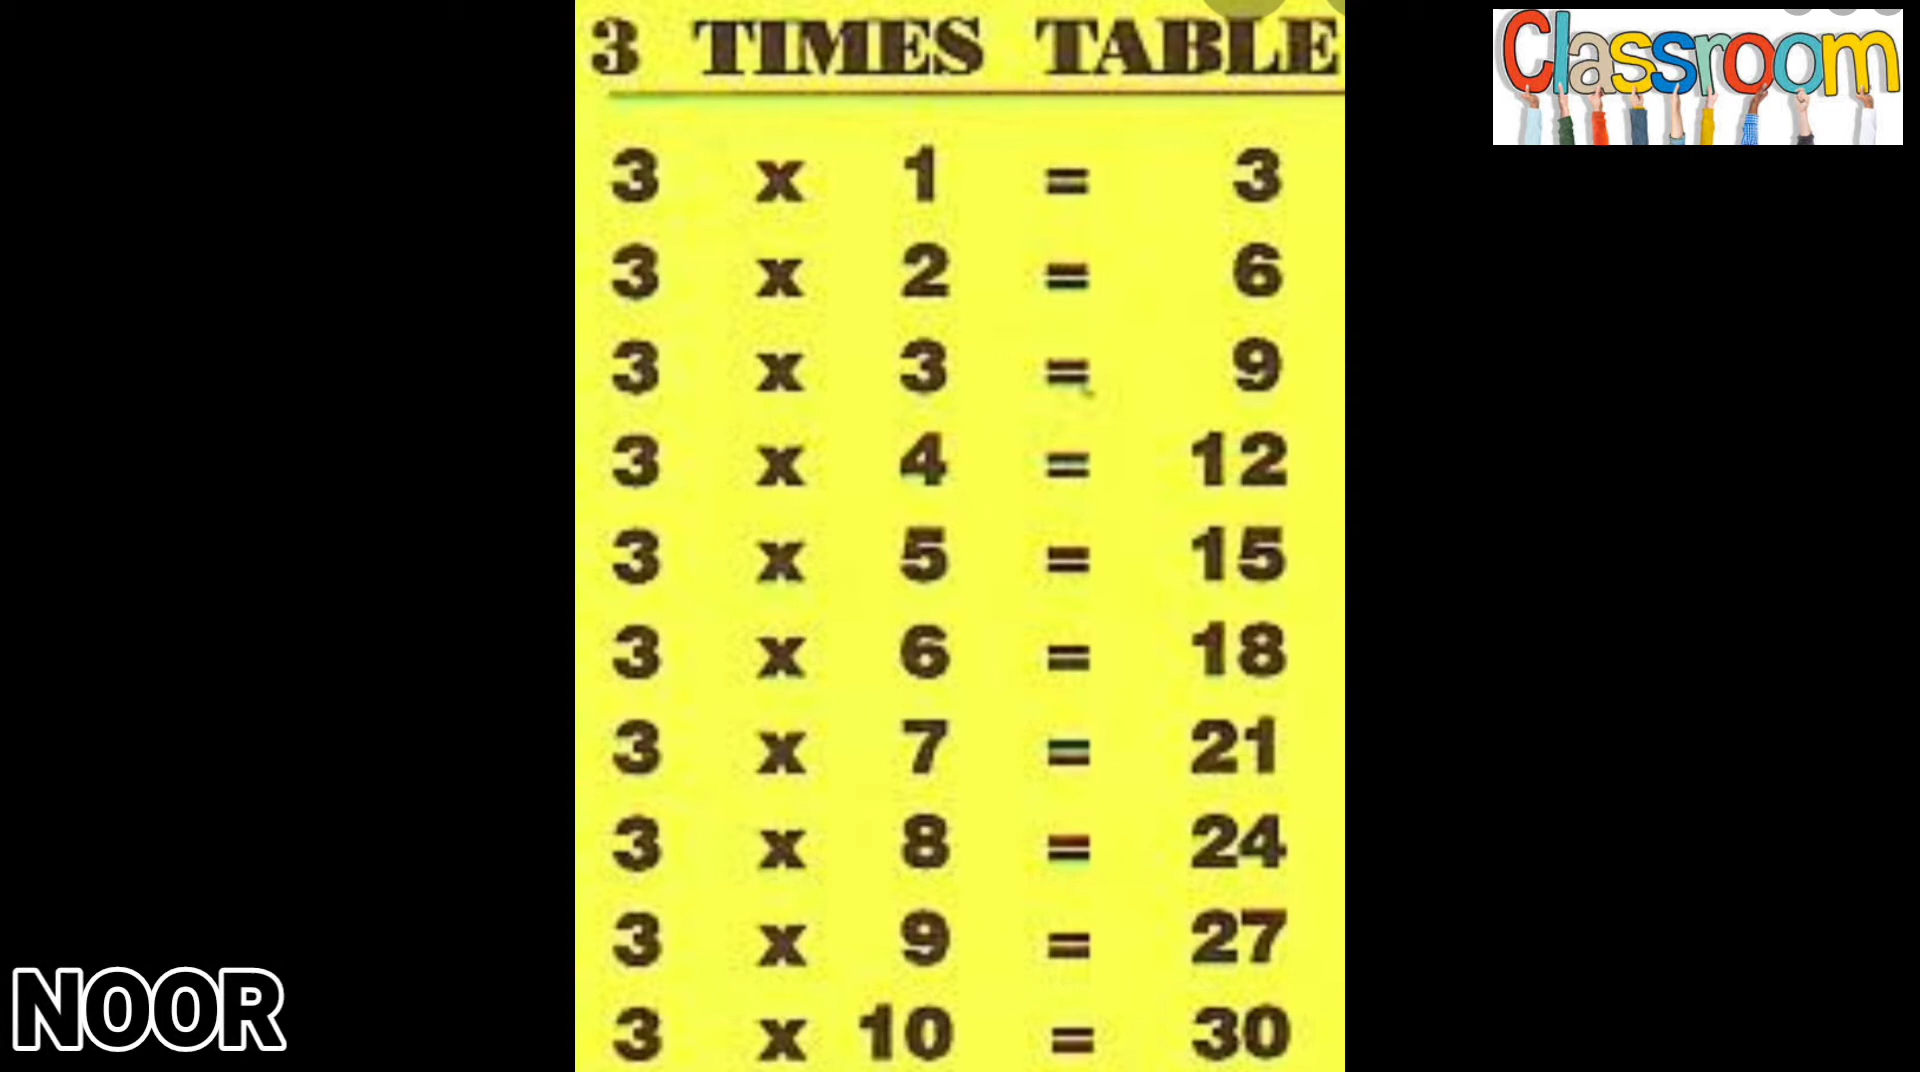 3 TIMES TABLE
Classroom
3 x 1 = 3
3 x 2 = 6
3 x 3 = 9
3 x 4 = 12
3 x 5 = 15
3 x 6 = 18
3 x 7 = 21
3 x 8 = 24
3 x 9 = 27
3 x 10 = 30
NOOR